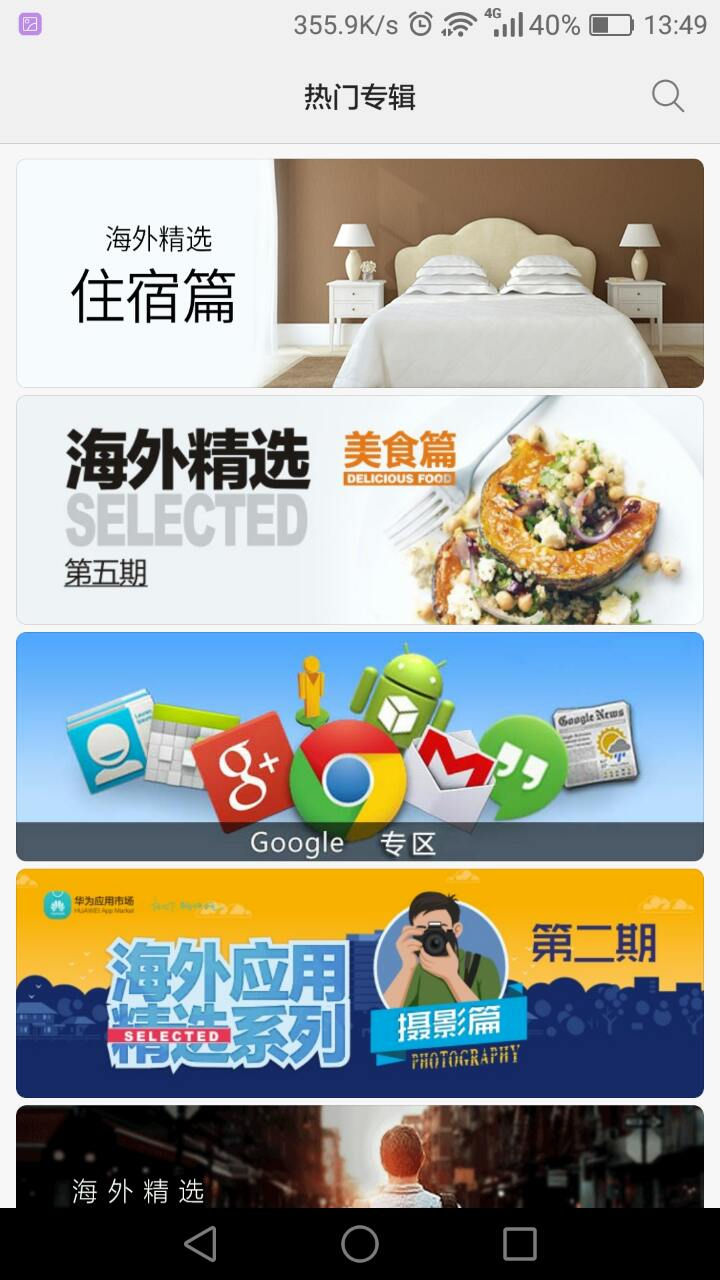 355.9K/s 4G 40% 13:49
热门专辑
海外精选
住宿篇
海外精选
SELECTED
第五期
美食篇
DELICIOUS FOOD
g+
Google News
Google 专区
华为应用市场
HUAWEI App Market
海外应用
精选系列
SELECTED
摄影篇
PHOTOGRAPHY
第二期
海外精选